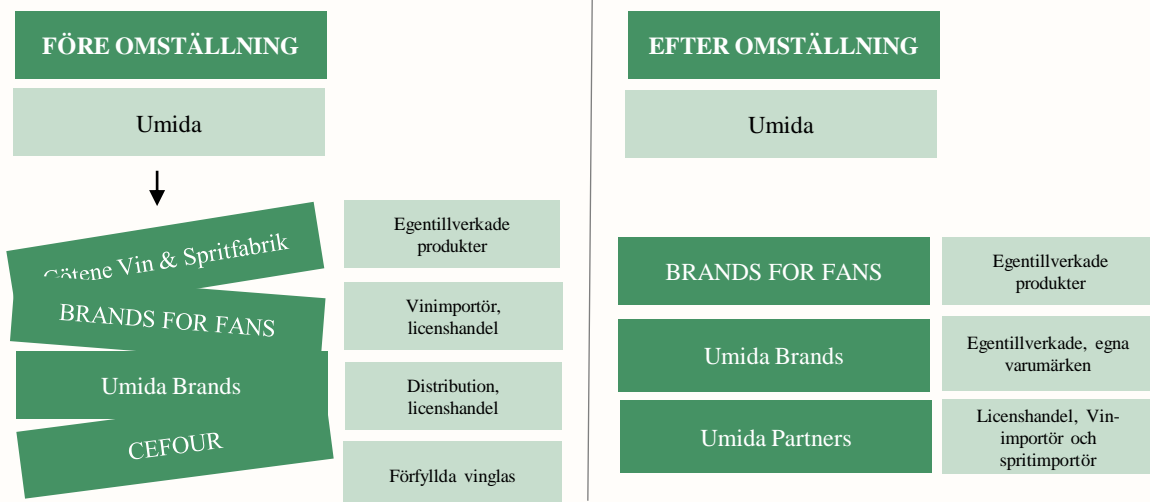 FÖRE OMSTÄLLNING
Umida
Götene Vin & Spritfabrik
Egentillverkade
produkter
BRANDS FOR FANS
Vinimportör,
licenshandel
Umida Brands
Distribution,
licenshandel
CEFOUR
Förfyllda vinglas
EFTER OMSTÄLLNING
Umida
BRANDS FOR FANS
Egentillverkade
produkter
Umida Brands
Egentillverkade, egna
varumärken
Umida Partners
Licenshandel, Vin-
importör och
spritimportör